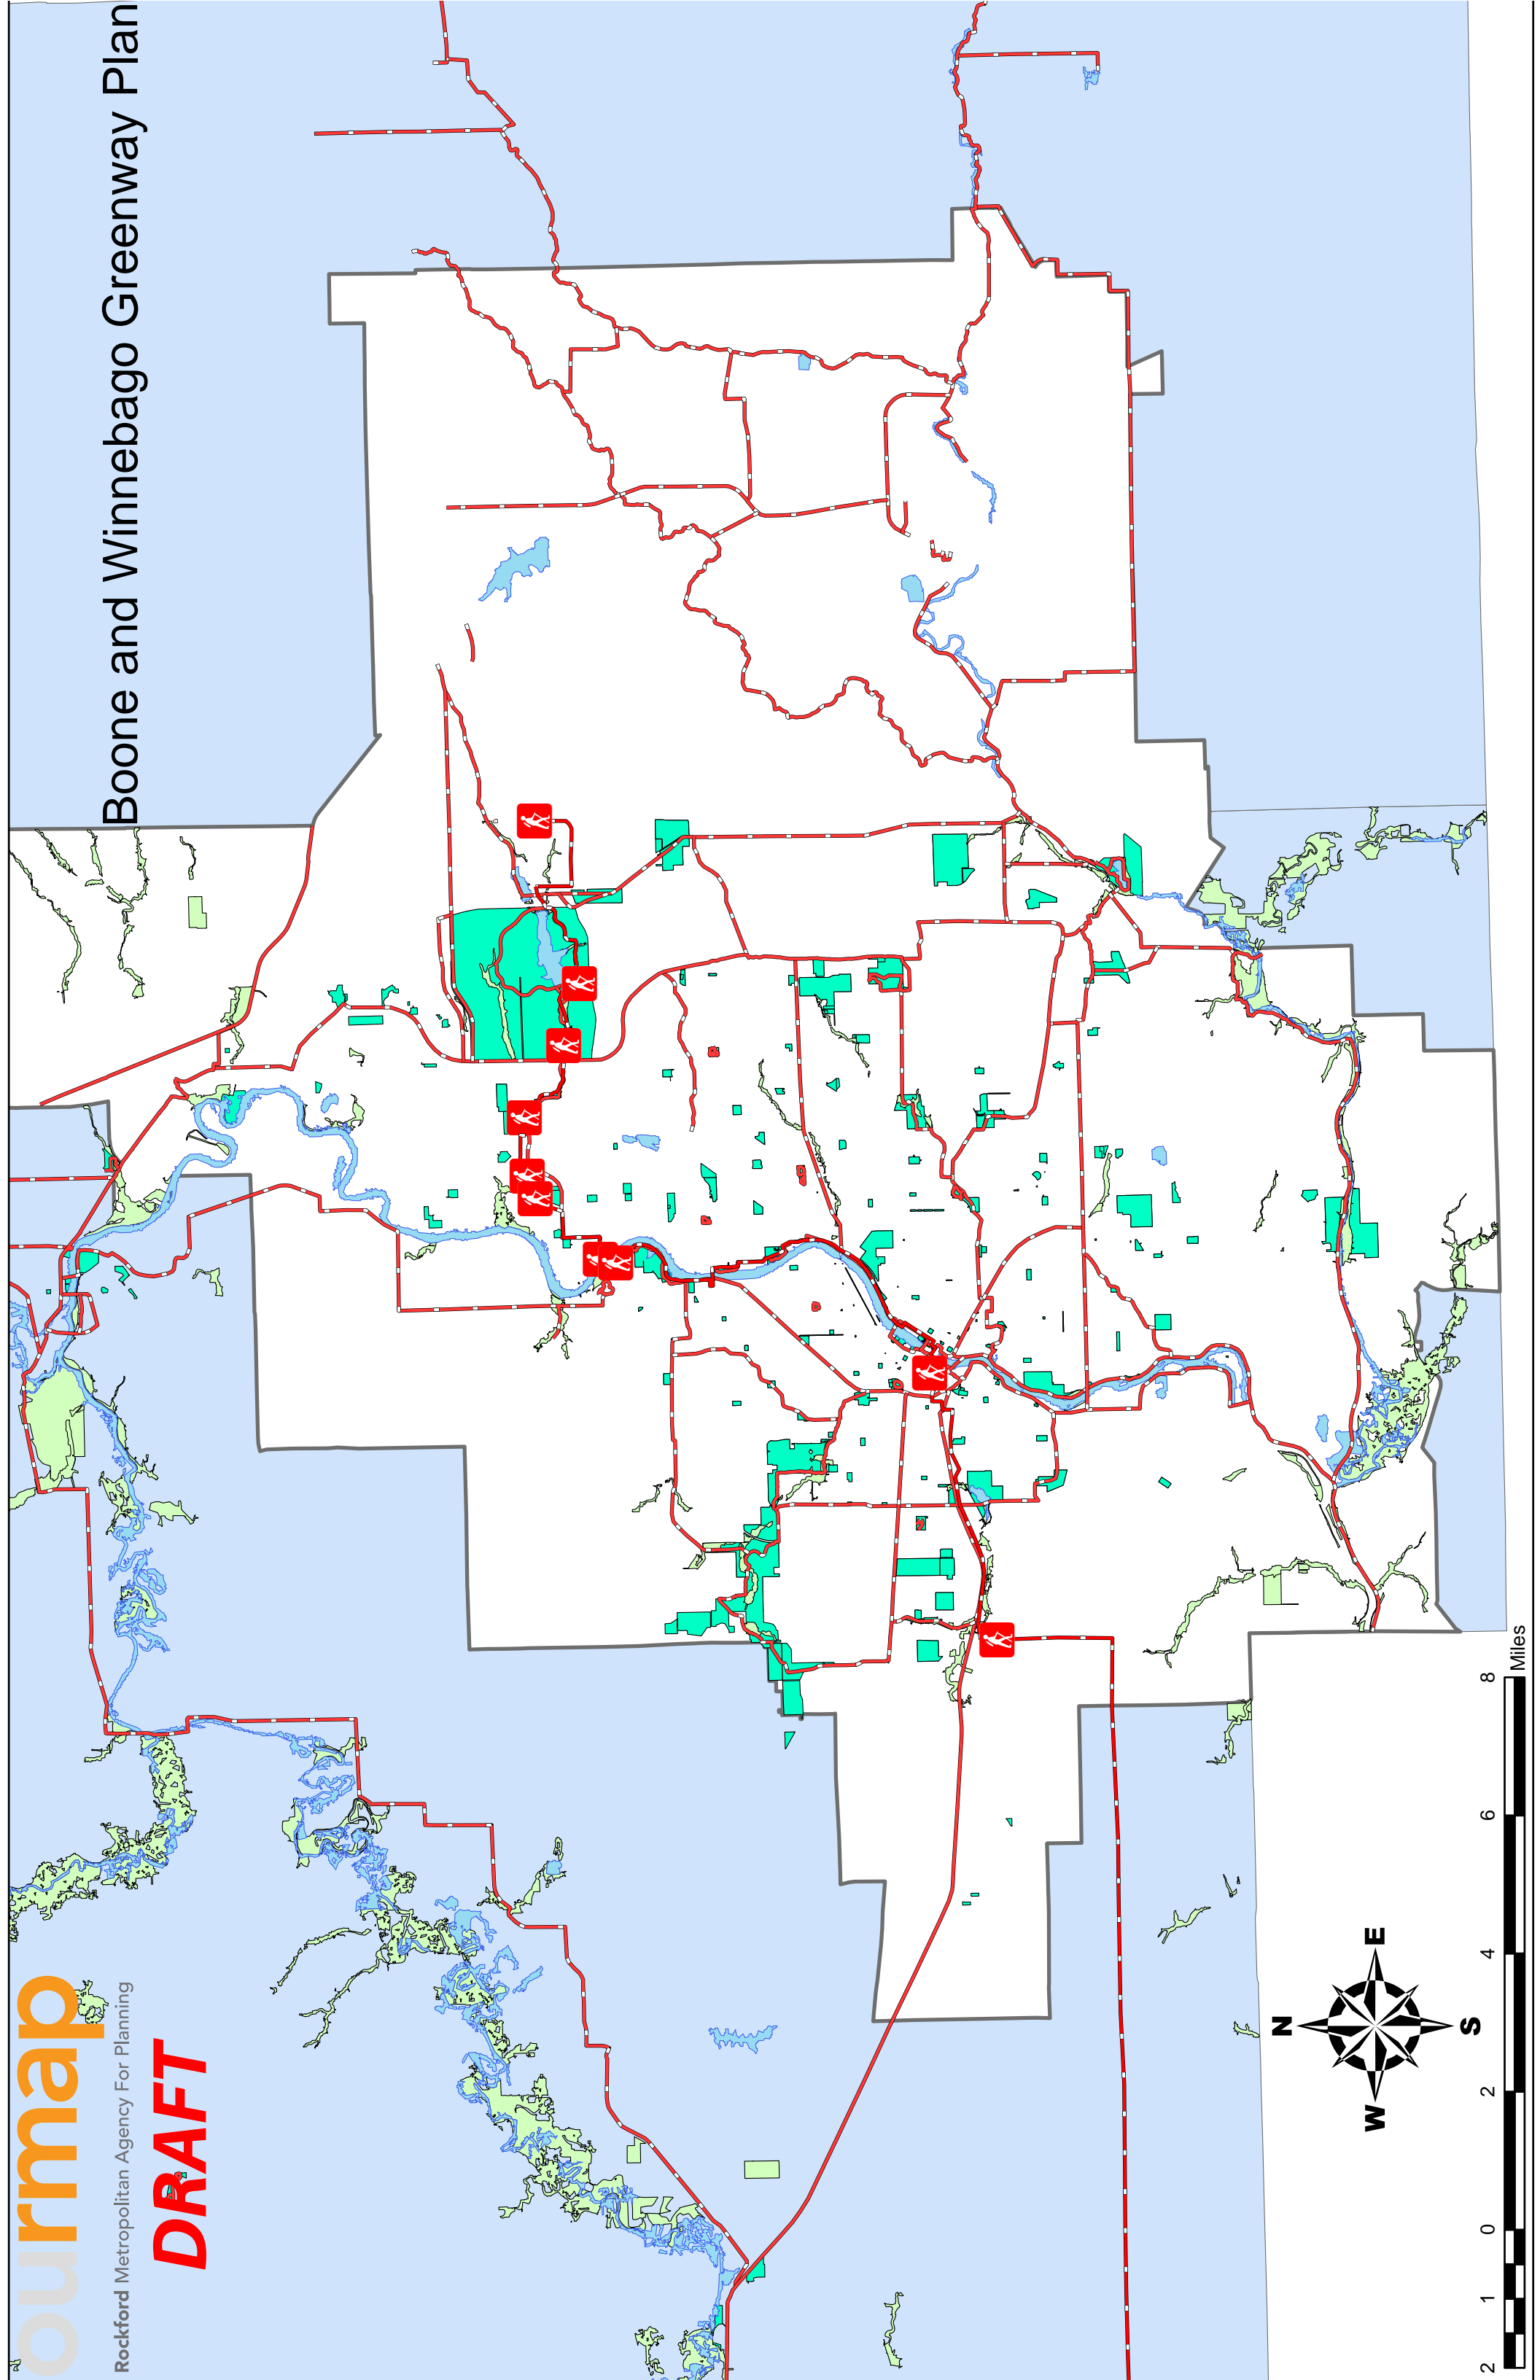 ourmap
Rockford Metropolitan Agency For Planning
DRAFT
Boone and Winnebago Greenway Plan
N
W
E
S
2 1 0 2 4 6 8
Miles